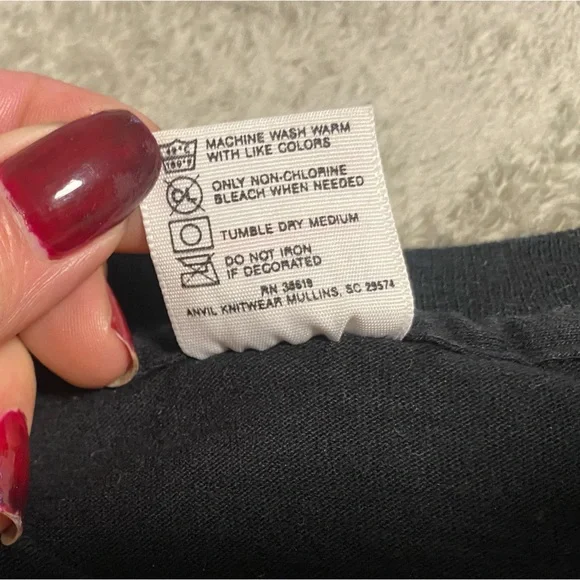 MACHINE WASH WARM
WITH LIKE COLORS
ONLY NON-CHLORINE
BLEACH WHEN NEEDED
TUMBLE DRY MEDIUM
DO NOT IRON
IF DECORATED
RN 38619
ANVIL KNITWEAR MULLINS, SC 29574